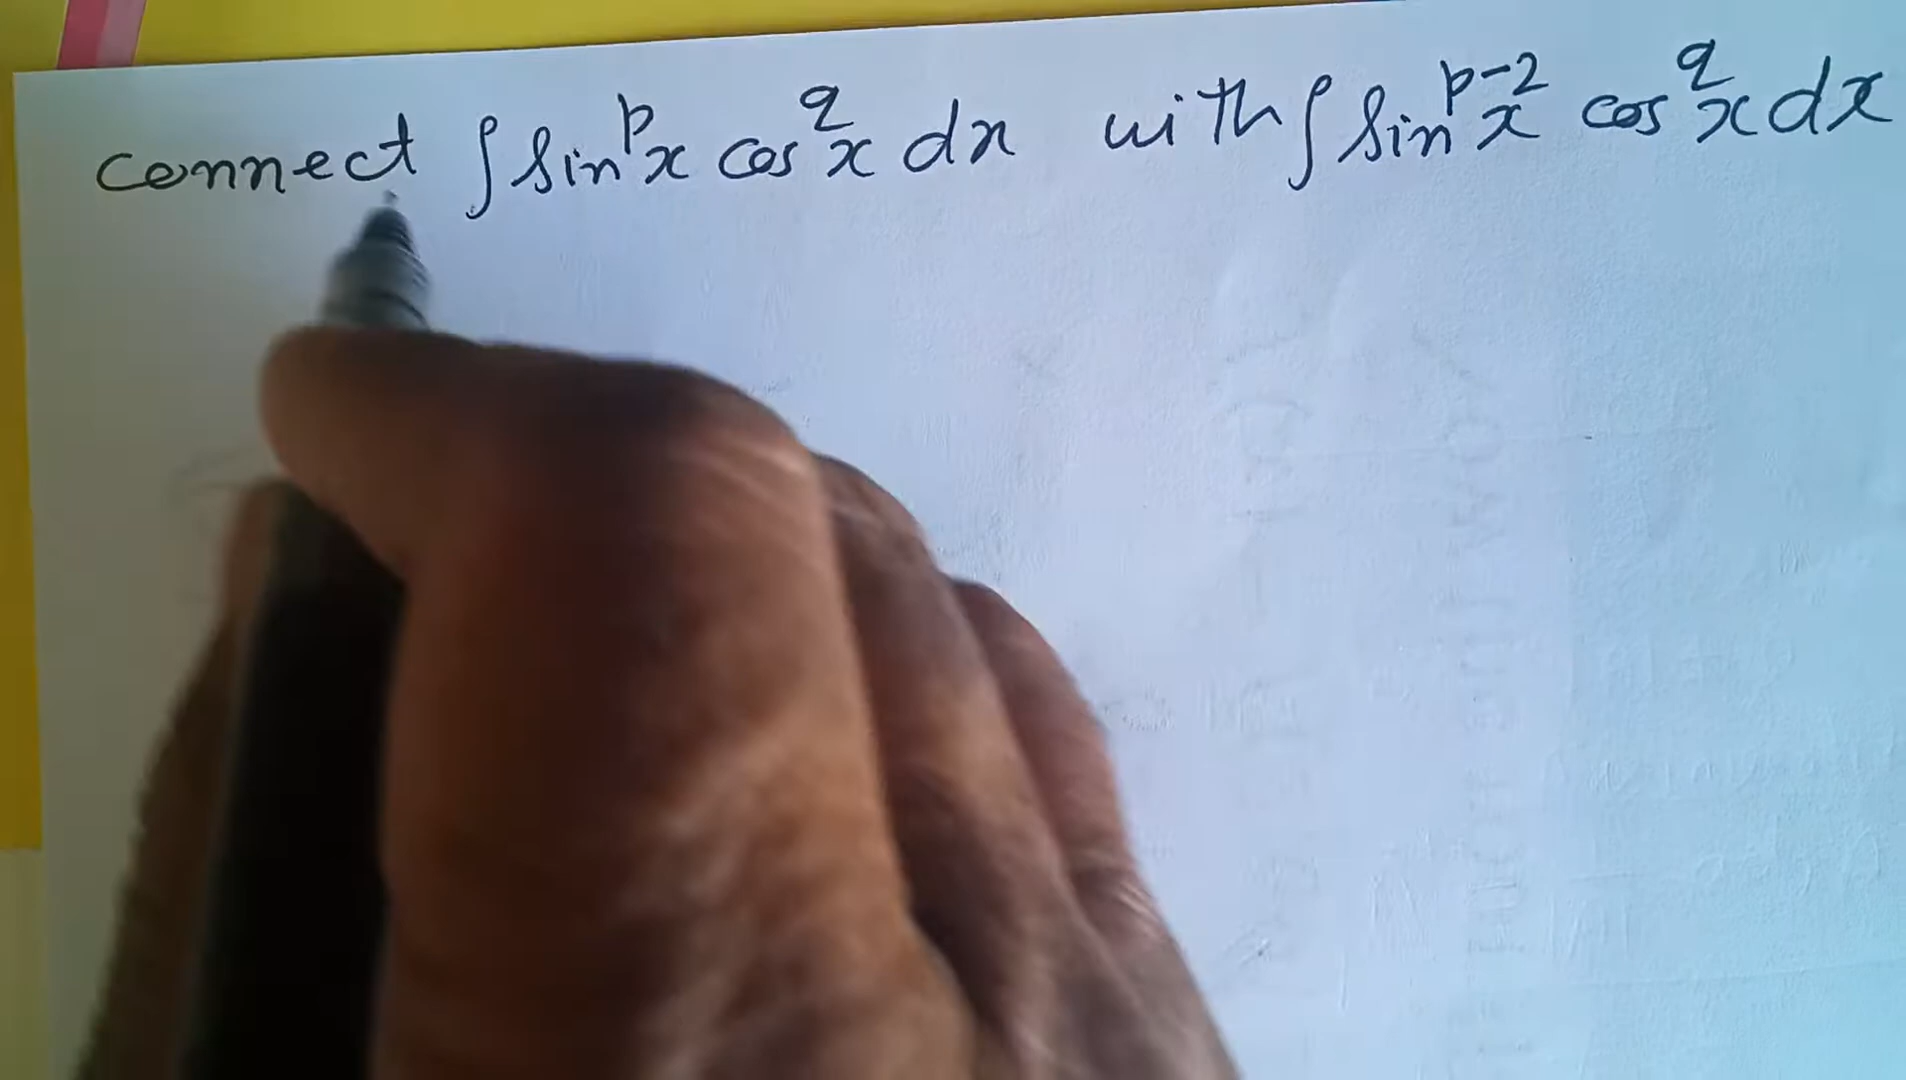 connect ∫ sin^p x cos^q x dx with ∫ sin^{p-2} x cos^q x dx